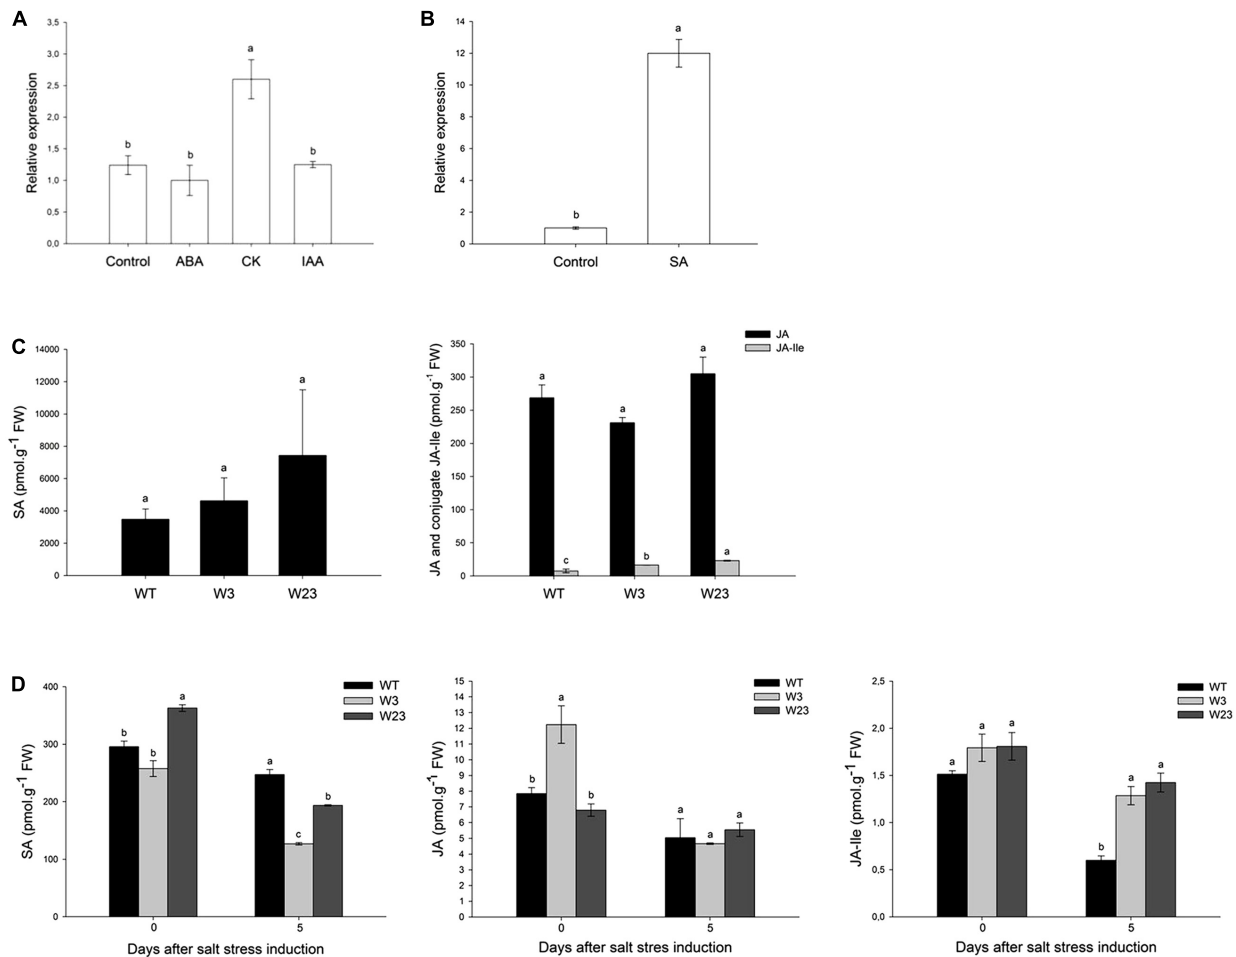 A
Relative expression
3,5
3,0
2,5
2,0
1,5
1,0
0,5
0,0
b
b
a
b
Control ABA CK IAA
B
Relative expression
14
12
10
8
6
4
2
0
b
a
Control SA
C
SA (pmol.g-1 FW)
14000
12000
10000
8000
6000
4000
2000
0
a
a
a
WT W3 W23
JA and conjugate JA-Ile (pmol.g-1 FW)
350
300
250
200
150
100
50
0
JA
JA-Ile
a
c
a
b
a
a
WT W3 W23
D
SA (pmol.g-1 FW)
400
300
200
100
0
WT
W3
W23
b
b
a
a
c
b
0 5
Days after salt stress induction
JA (pmol.g-1 FW)
15
14
13
12
11
10
9
8
7
6
5
4
3
2
1
0
WT
W3
W23
b
a
b
a
a
a
0 5
Days after salt stres induction
JA-Ile (pmol.g-1 FW)
2,5
2,0
1,5
1,0
0,5
0,0
WT
W3
W23
a
a
a
b
a
a
0 5
Days after salt stress induction